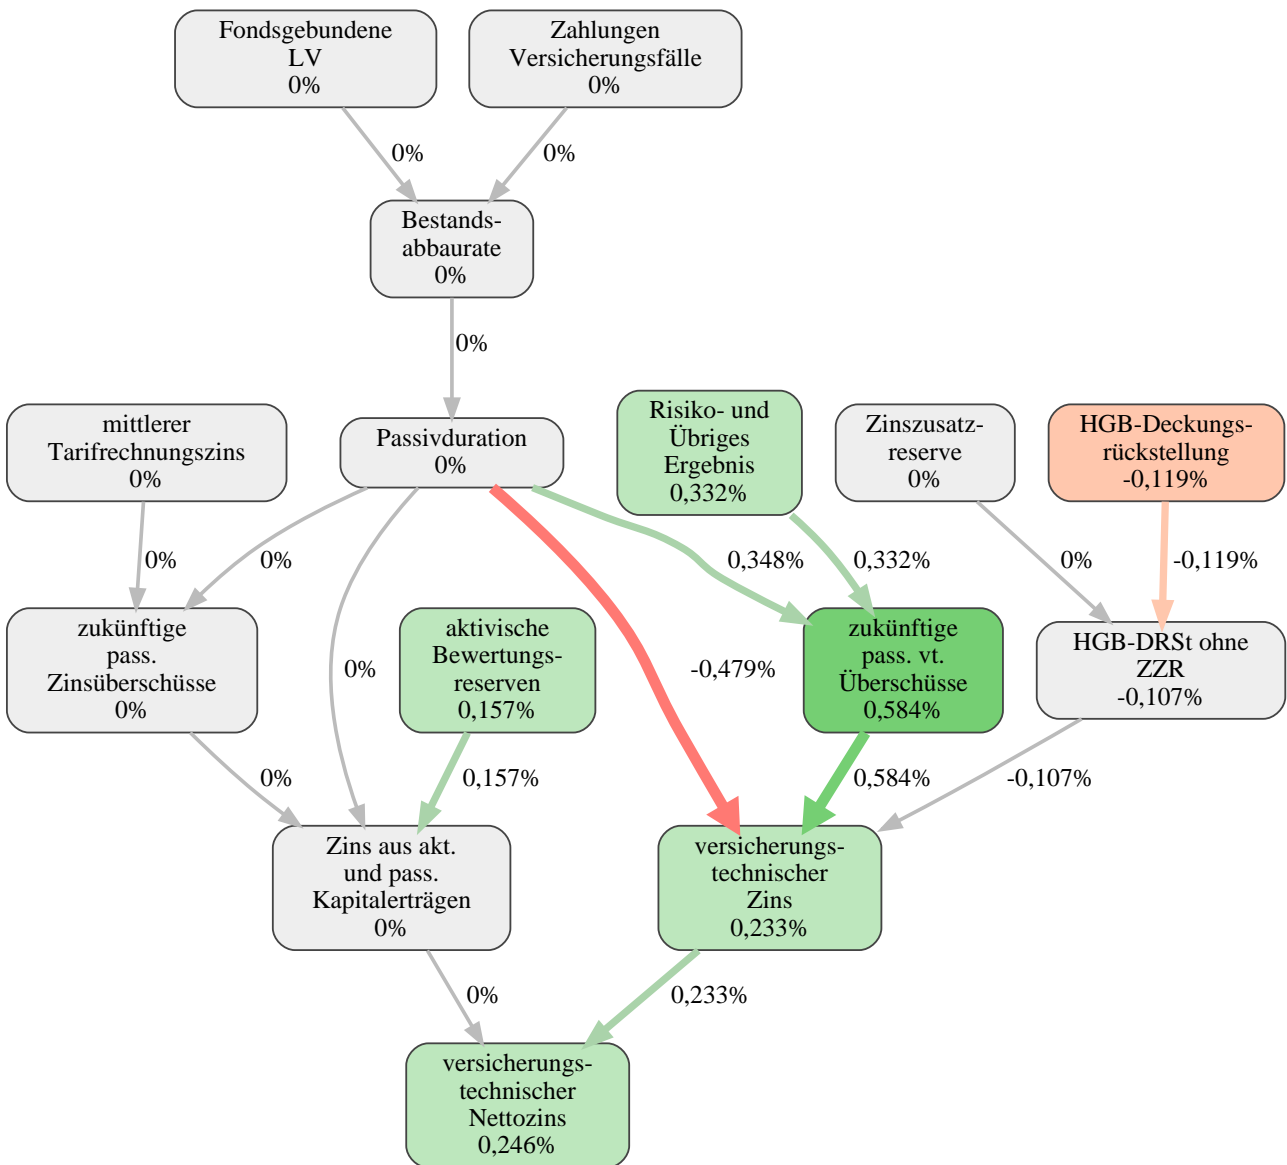 Fondsgebundene
LV
0%
Zahlungen
Versicherungsfälle
0%
0%
0%
Bestands-
abbaurate
0%
0%
mittlerer
Tarifrechnungszins
0%
Passivduration
0%
Risiko- und
Übriges
Ergebnis
0,332%
Zinszusatz-
reserve
0%
HGB-Deckungs-
rückstellung
-0,119%
0%
0%
0,348%
0,332%
0%
-0,119%
zukünftige
pass.
Zinsüberschüsse
0%
0%
aktivische
Bewertungs-
reserven
0,157%
-0,479%
zukünftige
pass. vt.
Überschüsse
0,584%
HGB-DRSt ohne
ZZR
-0,107%
0%
0,157%
0,584%
-0,107%
Zins aus akt.
und pass.
Kapitalerträgen
0%
versicherungs-
technischer
Zins
0,233%
0%
0,233%
versicherungs-
technischer
Nettozins
0,246%